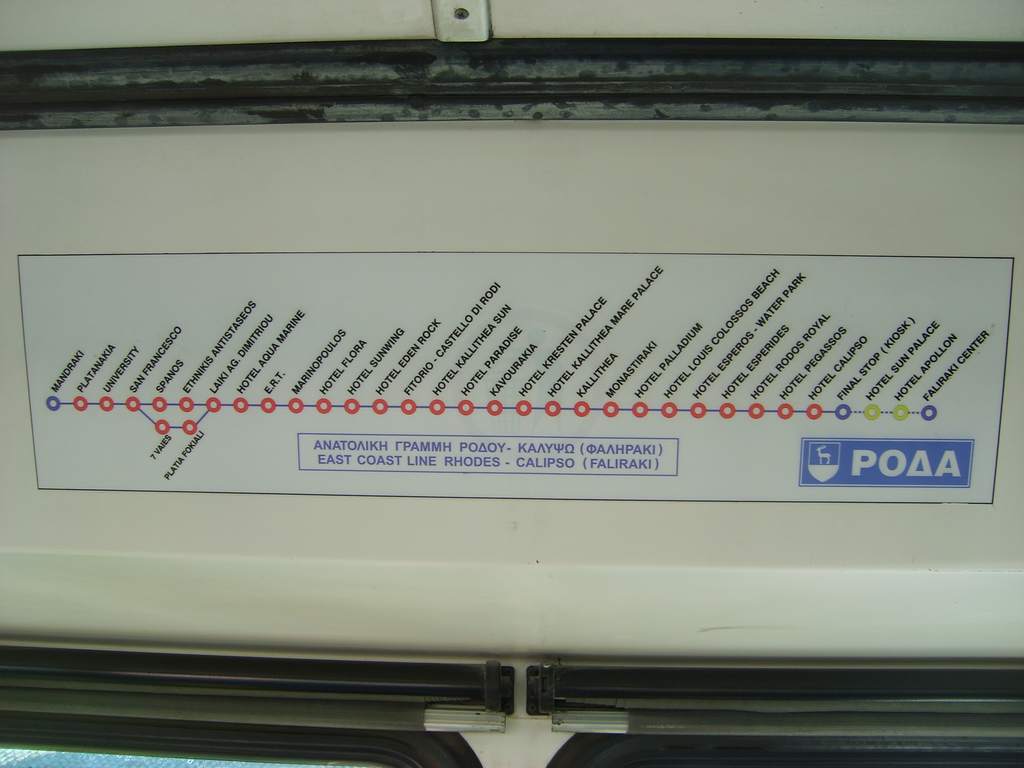 MANDRAKI
PLATANAKIA
UNIVERSITY
SAN FRANCESCO
SPANOS
ETHNIKIS ANTISTASEOS
LAIKI AG. DIMITRIOU
HOTEL AQUA MARINE
E.R.T.
MARINOPOULOS
HOTEL FLORA
HOTEL SUNWING
HOTEL EDEN ROCK
FTIORIO - CASTELLO DI RODI
HOTEL KALLITHEA SUN
HOTEL PARADISE
KAVOURAKIA
HOTEL KRESTEN PALACE
HOTEL KALLITHEA MARE PALACE
KALLITHEA
MONASTIRAKI
HOTEL PALLADIUM
HOTEL LOUIS COLOSSOS BEACH
HOTEL ESPEROS - WATER PARK
HOTEL ESPERIDES
HOTEL RODOS ROYAL
HOTEL PEGASSOS
HOTEL CALIPSO
FINAL STOP ( KIOSK )
HOTEL SUN PALACE
HOTEL APOLLON
FALIRAKI CENTER
7 VAIES
PLATIA FOKIALI
ΑΝΑΤΟΛΙΚΗ ΓΡΑΜΜΗ ΡΟΔΟΥ- ΚΑΛΥΨΩ (ΦΑΛΗΡΑΚΙ)
EAST COAST LINE RHODES - CALIPSO (FALIRAKI)
ΡΟΔΑ